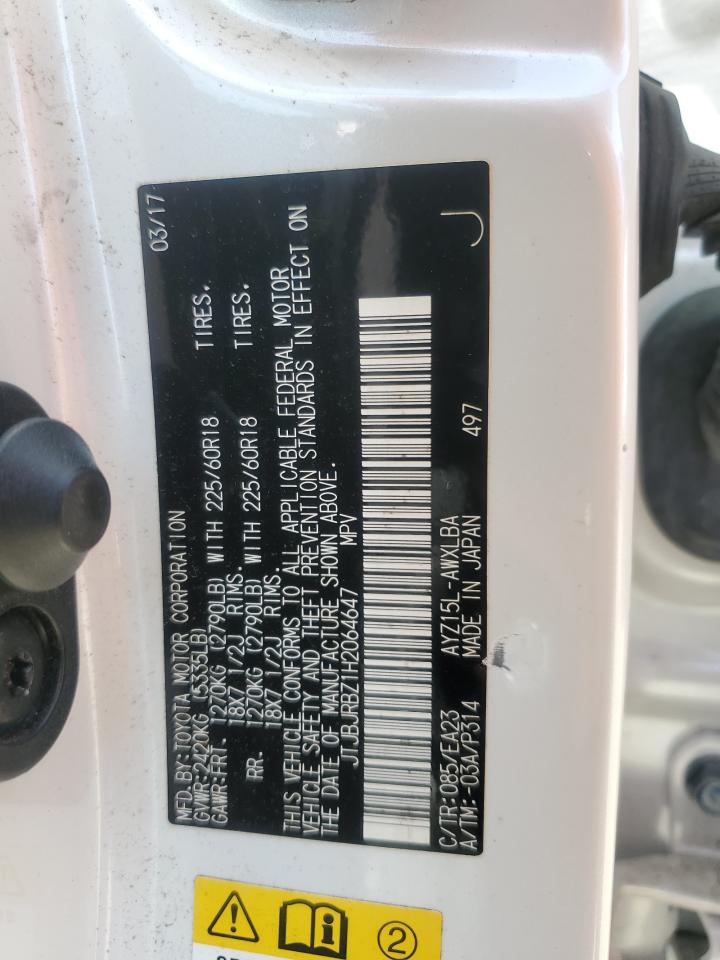 MFD.BY:TOYOTA MOTOR CORPORATION 03/17
GVWR:2420KG (5335LB)
GAWR:FRT 1270KG (2790LB) WITH 225/60R18 TIRES.
18X7 1/2J RIMS.
RR. 1270KG (2790LB) WITH 225/60R18 TIRES.
18X7 1/2J RIMS.
THIS VEHICLE CONFORMS TO ALL APPLICABLE FEDERAL MOTOR
VEHICLE SAFETY AND THEFT PREVENTION STANDARDS IN EFFECT ON
THE DATE OF MANUFACTURE SHOWN ABOVE.
JTJBJRBZ1H2064647 MPV
C/TR:085/EA23 AYZ15L-AWXLBA J
A/TM:-03A/P314 MADE IN JAPAN 497
2